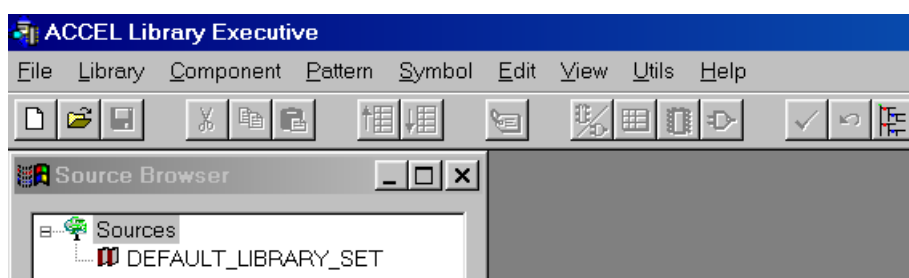 ACCEL Library Executive
File Library Component Pattern Symbol Edit View Utils Help
Source Browser
Sources
DEFAULT_LIBRARY_SET